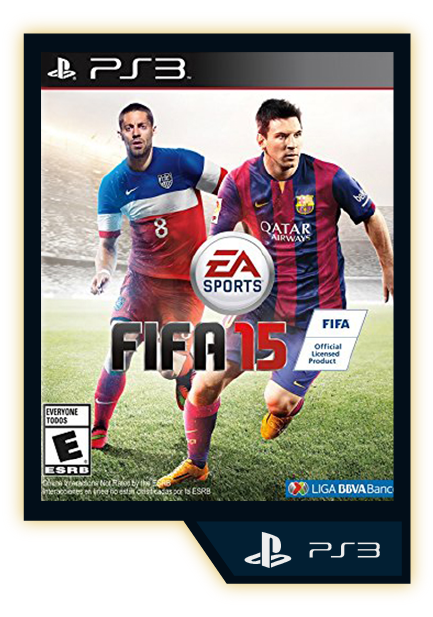 PS3
8
QATAR
AIRWAYS
EA
SPORTS
FIFA 15
FIFA
Official
Licensed
Product
EVERYONE
TODOS
E
ESRB
Online Interactions Not Rated by the ESRB
Interacciones en línea no están clasificadas por la ESRB
LIGA BBVA Banc
PS3